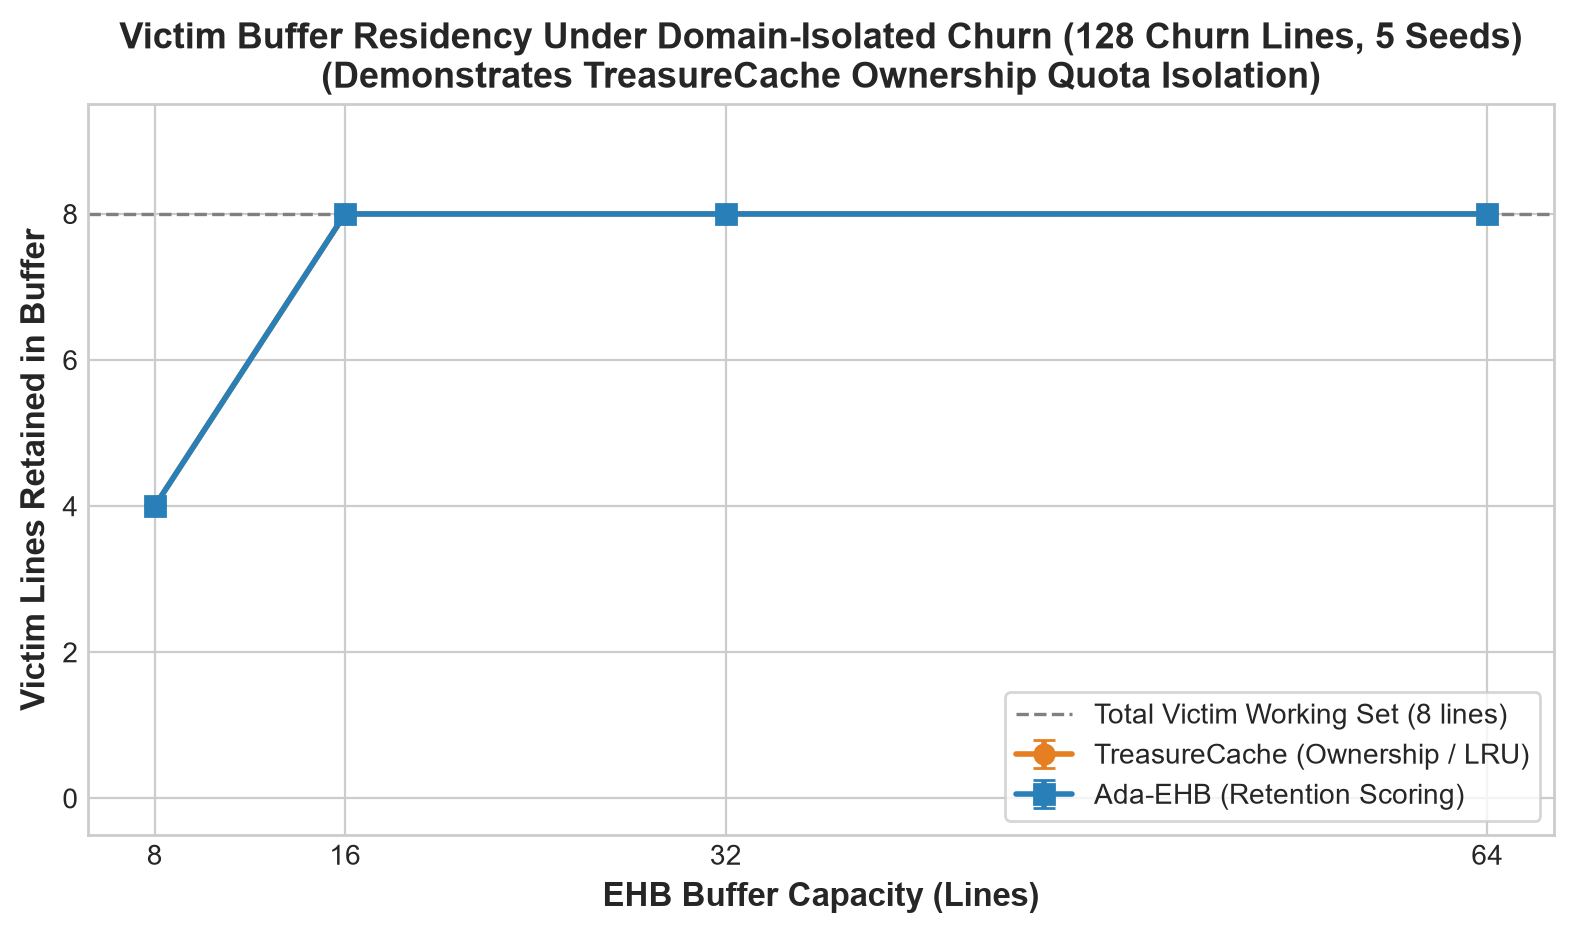 Victim Buffer Residency Under Domain-Isolated Churn (128 Churn Lines, 5 Seeds)
(Demonstrates TreasureCache Ownership Quota Isolation)
Victim Lines Retained in Buffer
8
6
4
2
0
Total Victim Working Set (8 lines)
TreasureCache (Ownership / LRU)
Ada-EHB (Retention Scoring)
8 16 32 64
EHB Buffer Capacity (Lines)